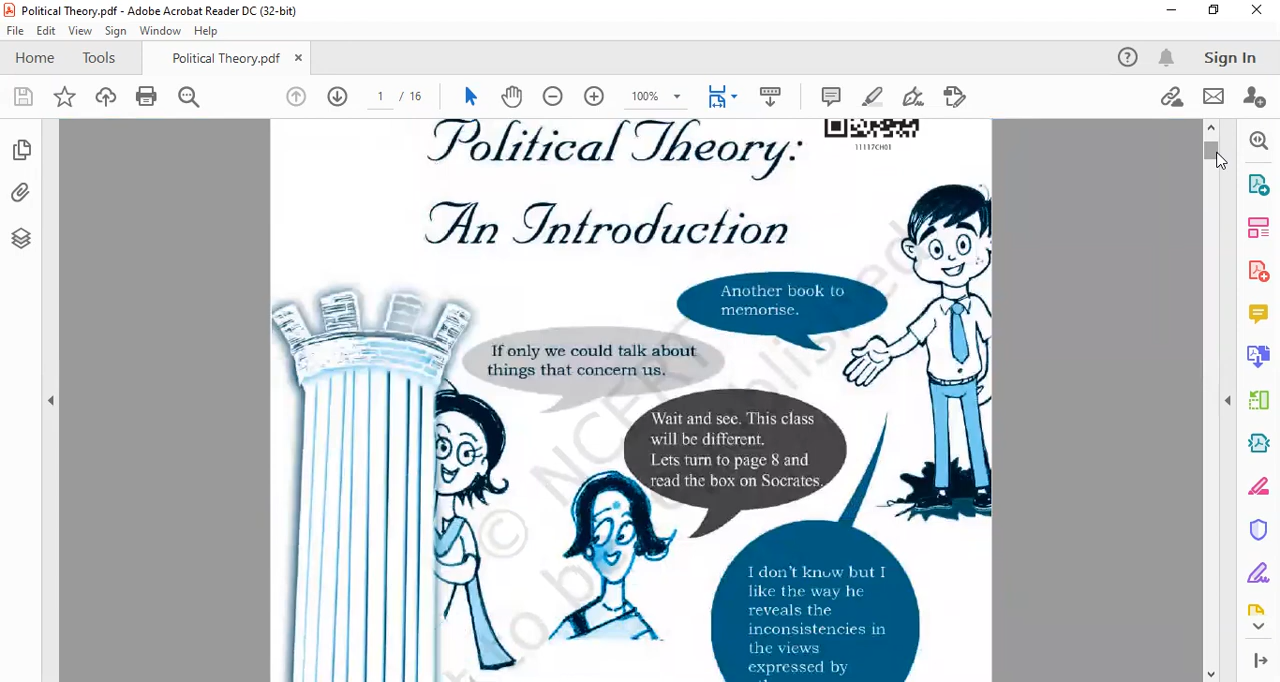 Political Theory.pdf - Adobe Acrobat Reader DC (32-bit)
File Edit View Sign Window Help
Home Tools Political Theory.pdf Sign In
1 / 16 100%
Political Theory:
11117CH01
An Introduction
Another book to
memorise.
If only we could talk about
things that concern us.
Wait and see. This class
will be different.
Lets turn to page 8 and
read the box on Socrates.
I don't know but I
like the way he
reveals the
inconsistencies in
the views
expressed by
© NCERT